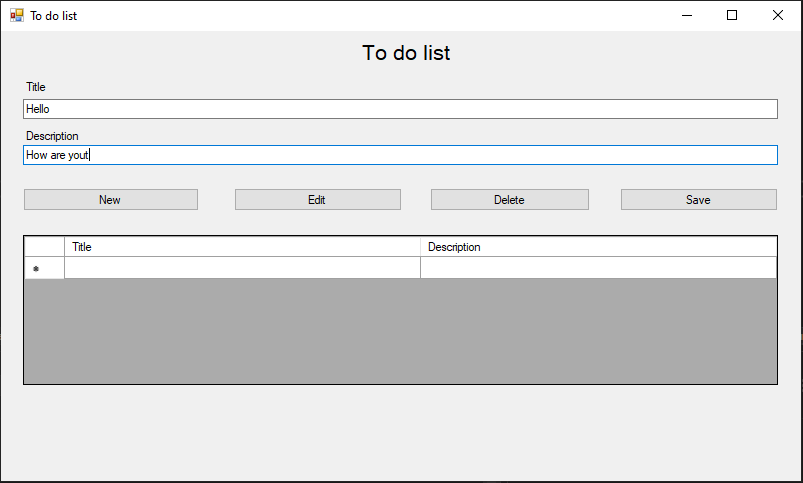 To do list
To do list
Title
Hello
Description
How are yout
New Edit Delete Save
Title Description